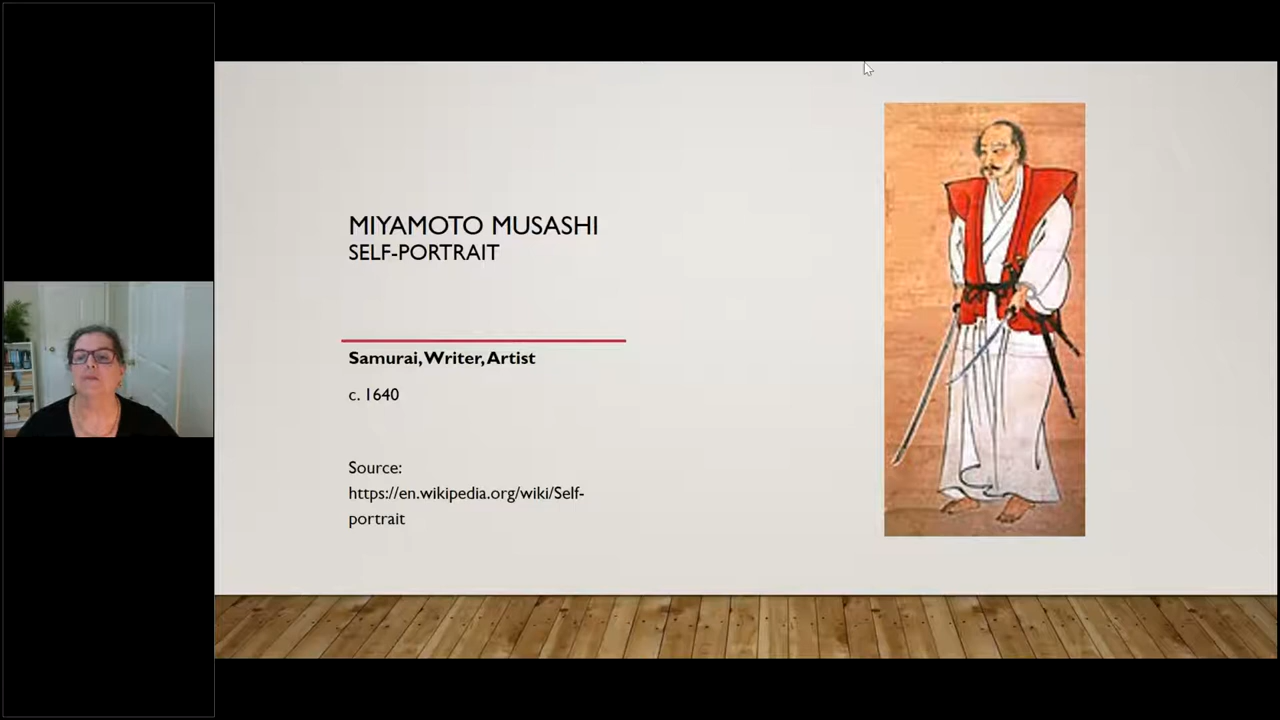 MIYAMOTO MUSASHI
SELF-PORTRAIT
Samurai, Writer, Artist
c. 1640
Source:
https://en.wikipedia.org/wiki/Self-
portrait